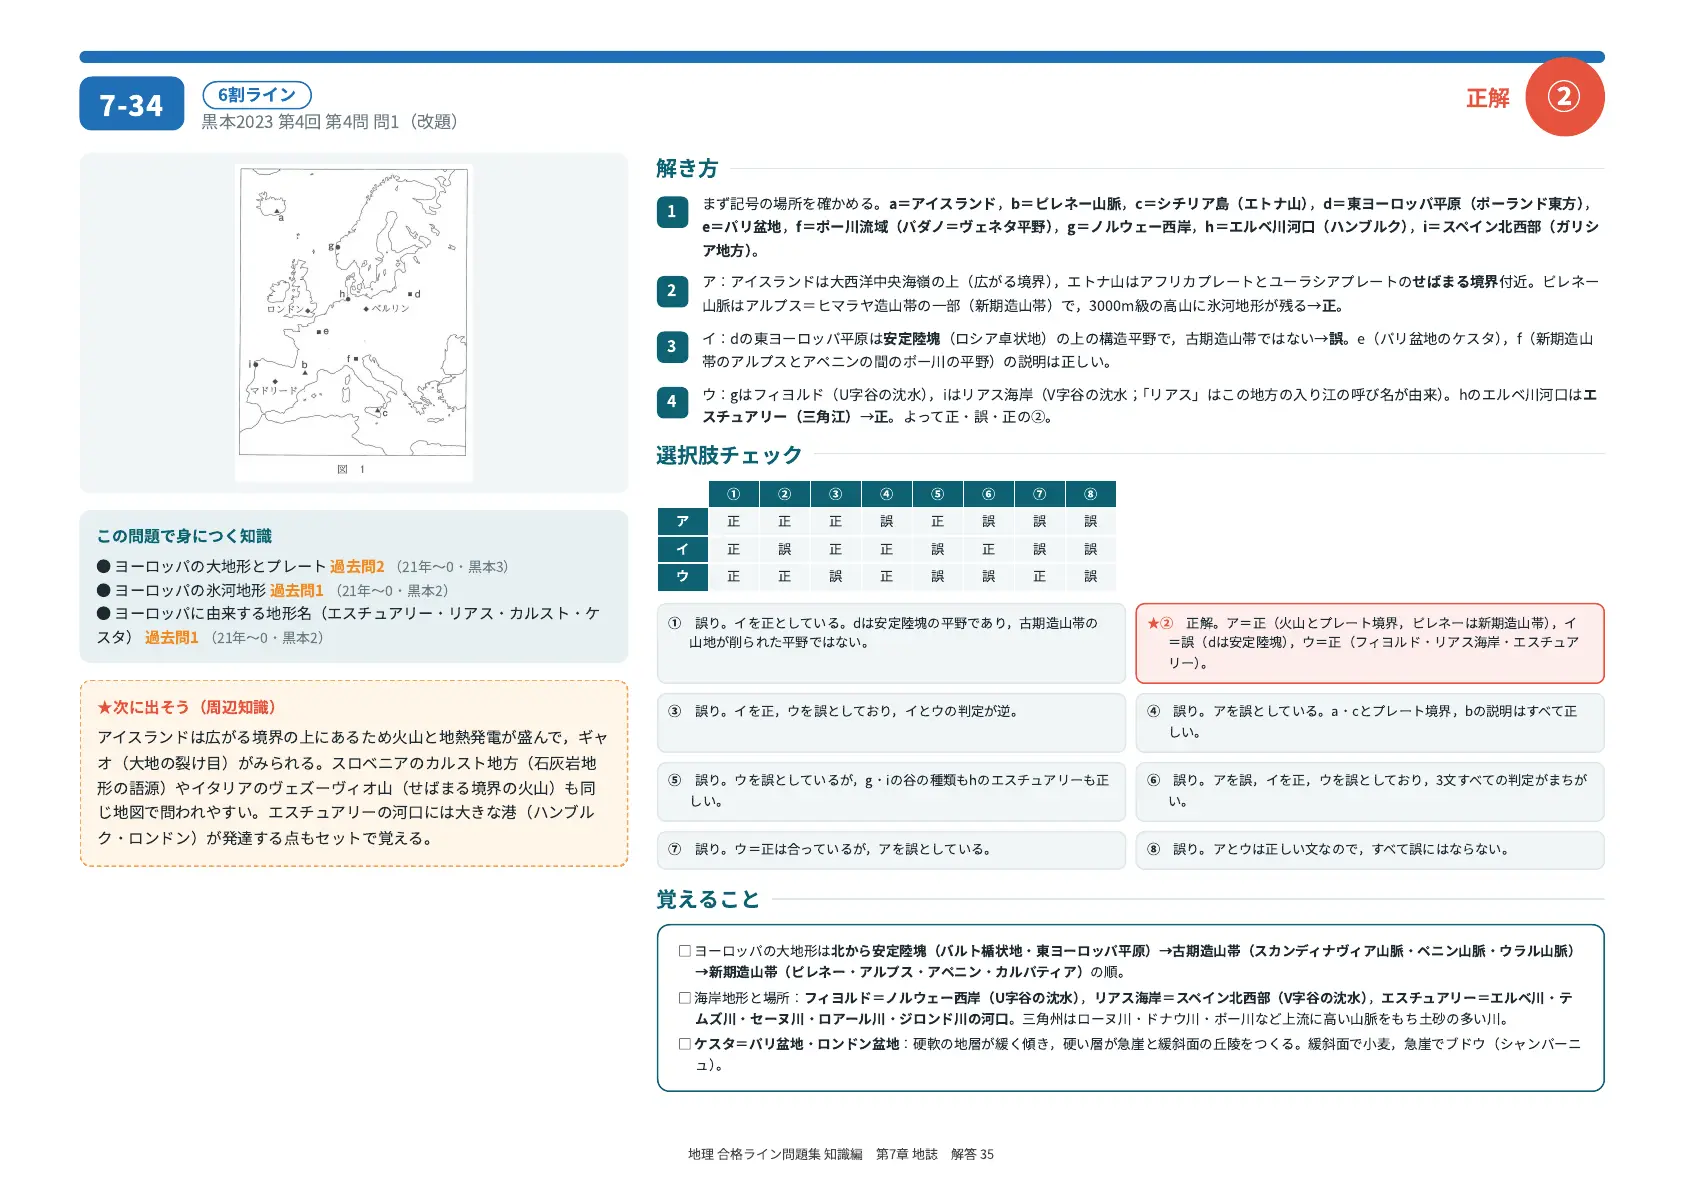 7-34
6割ライン
黒本2023 第4回 第4問 問1（改題）
正解
②
a
g
h
d
ロンドン
ベルリン
e
f
i
b
マドリード
c
図 1
この問題で身につく知識
● ヨーロッパの大地形とプレート 過去問2 （21年〜0・黒本3）
● ヨーロッパの氷河地形 過去問1 （21年〜0・黒本2）
● ヨーロッパに由来する地形名（エスチュアリー・リアス・カルスト・ケ
スタ） 過去問1 （21年〜0・黒本2）
★次に出そう（周辺知識）
アイスランドは広がる境界の上にあるため火山と地熱発電が盛んで，ギャ
オ（大地の裂け目）がみられる。スロベニアのカルスト地方（石灰岩地
形の語源）やイタリアのヴェズーヴィオ山（せばまる境界の火山）も同
じ地図で問われやすい。エスチュアリーの河口には大きな港（ハンブル
ク・ロンドン）が発達する点もセットで覚える。
解き方
1
まず記号の場所を確かめる。a＝アイスランド，b＝ピレネー山脈，c＝シチリア島（エトナ山），d＝東ヨーロッパ平原（ポーランド東方），
e＝パリ盆地，f＝ポー川流域（パダノ＝ヴェネタ平野），g＝ノルウェー西岸，h＝エルベ川河口（ハンブルク），i＝スペイン北西部（ガリシ
ア地方）。
2
ア：アイスランドは大西洋中央海嶺の上（広がる境界），エトナ山はアフリカプレートとユーラシアプレートのせばまる境界付近。ピレネー
山脈はアルプス＝ヒマラヤ造山帯の一部（新期造山帯）で，3000m級の高山に氷河地形が残る→正。
3
イ：dの東ヨーロッパ平原は安定陸塊（ロシア卓状地）の上の構造平野で，古期造山帯ではない→誤。e（パリ盆地のケスタ），f（新期造山
帯のアルプスとアペニンの間のポー川の平野）の説明は正しい。
4
ウ：gはフィヨルド（U字谷の沈水），iはリアス海岸（V字谷の沈水；「リアス」はこの地方の入り江の呼び名が由来）。hのエルベ川河口はエ
スチュアリー（三角江）→正。よって正・誤・正の②。
選択肢チェック
① ② ③ ④ ⑤ ⑥ ⑦ ⑧
ア 正 正 正 誤 正 誤 誤 誤
イ 正 誤 正 正 誤 正 誤 誤
ウ 正 正 誤 正 誤 誤 正 誤
① 誤り。イを正としている。dは安定陸塊の平野であり，古期造山帯の
山地が削られた平野ではない。
★② 正解。ア＝正（火山とプレート境界，ピレネーは新期造山帯），イ
＝誤（dは安定陸塊），ウ＝正（フィヨルド・リアス海岸・エスチュア
リー）。
③ 誤り。イを正，ウを誤としており，イとウの判定が逆。
④ 誤り。アを誤としている。a・cとプレート境界，bの説明はすべて正
しい。
⑤ 誤り。ウを誤としているが，g・iの谷の種類もhのエスチュアリーも正
しい。
⑥ 誤り。アを誤，イを正，ウを誤としており，3文すべての判定がまちが
い。
⑦ 誤り。ウ＝正は合っているが，アを誤としている。
⑧ 誤り。アとウは正しい文なので，すべて誤にはならない。
覚えること
□ ヨーロッパの大地形は北から安定陸塊（バルト楯状地・東ヨーロッパ平原）→古期造山帯（スカンディナヴィア山脈・ペニン山脈・ウラル山脈）
→新期造山帯（ピレネー・アルプス・アペニン・カルパティア）の順。
□ 海岸地形と場所：フィヨルド＝ノルウェー西岸（U字谷の沈水），リアス海岸＝スペイン北西部（V字谷の沈水），エスチュアリー＝エルベ川・テ
ムズ川・セーヌ川・ロアール川・ジロンド川の河口。三角州はローヌ川・ドナウ川・ポー川など上流に高い山脈をもち土砂の多い川。
□ ケスタ＝パリ盆地・ロンドン盆地：硬軟の地層が緩く傾き，硬い層が急崖と緩斜面の丘陵をつくる。緩斜面で小麦，急崖でブドウ（シャンパーニ
ュ）。
地理 合格ライン問題集 知識編 第7章 地誌 解答 35